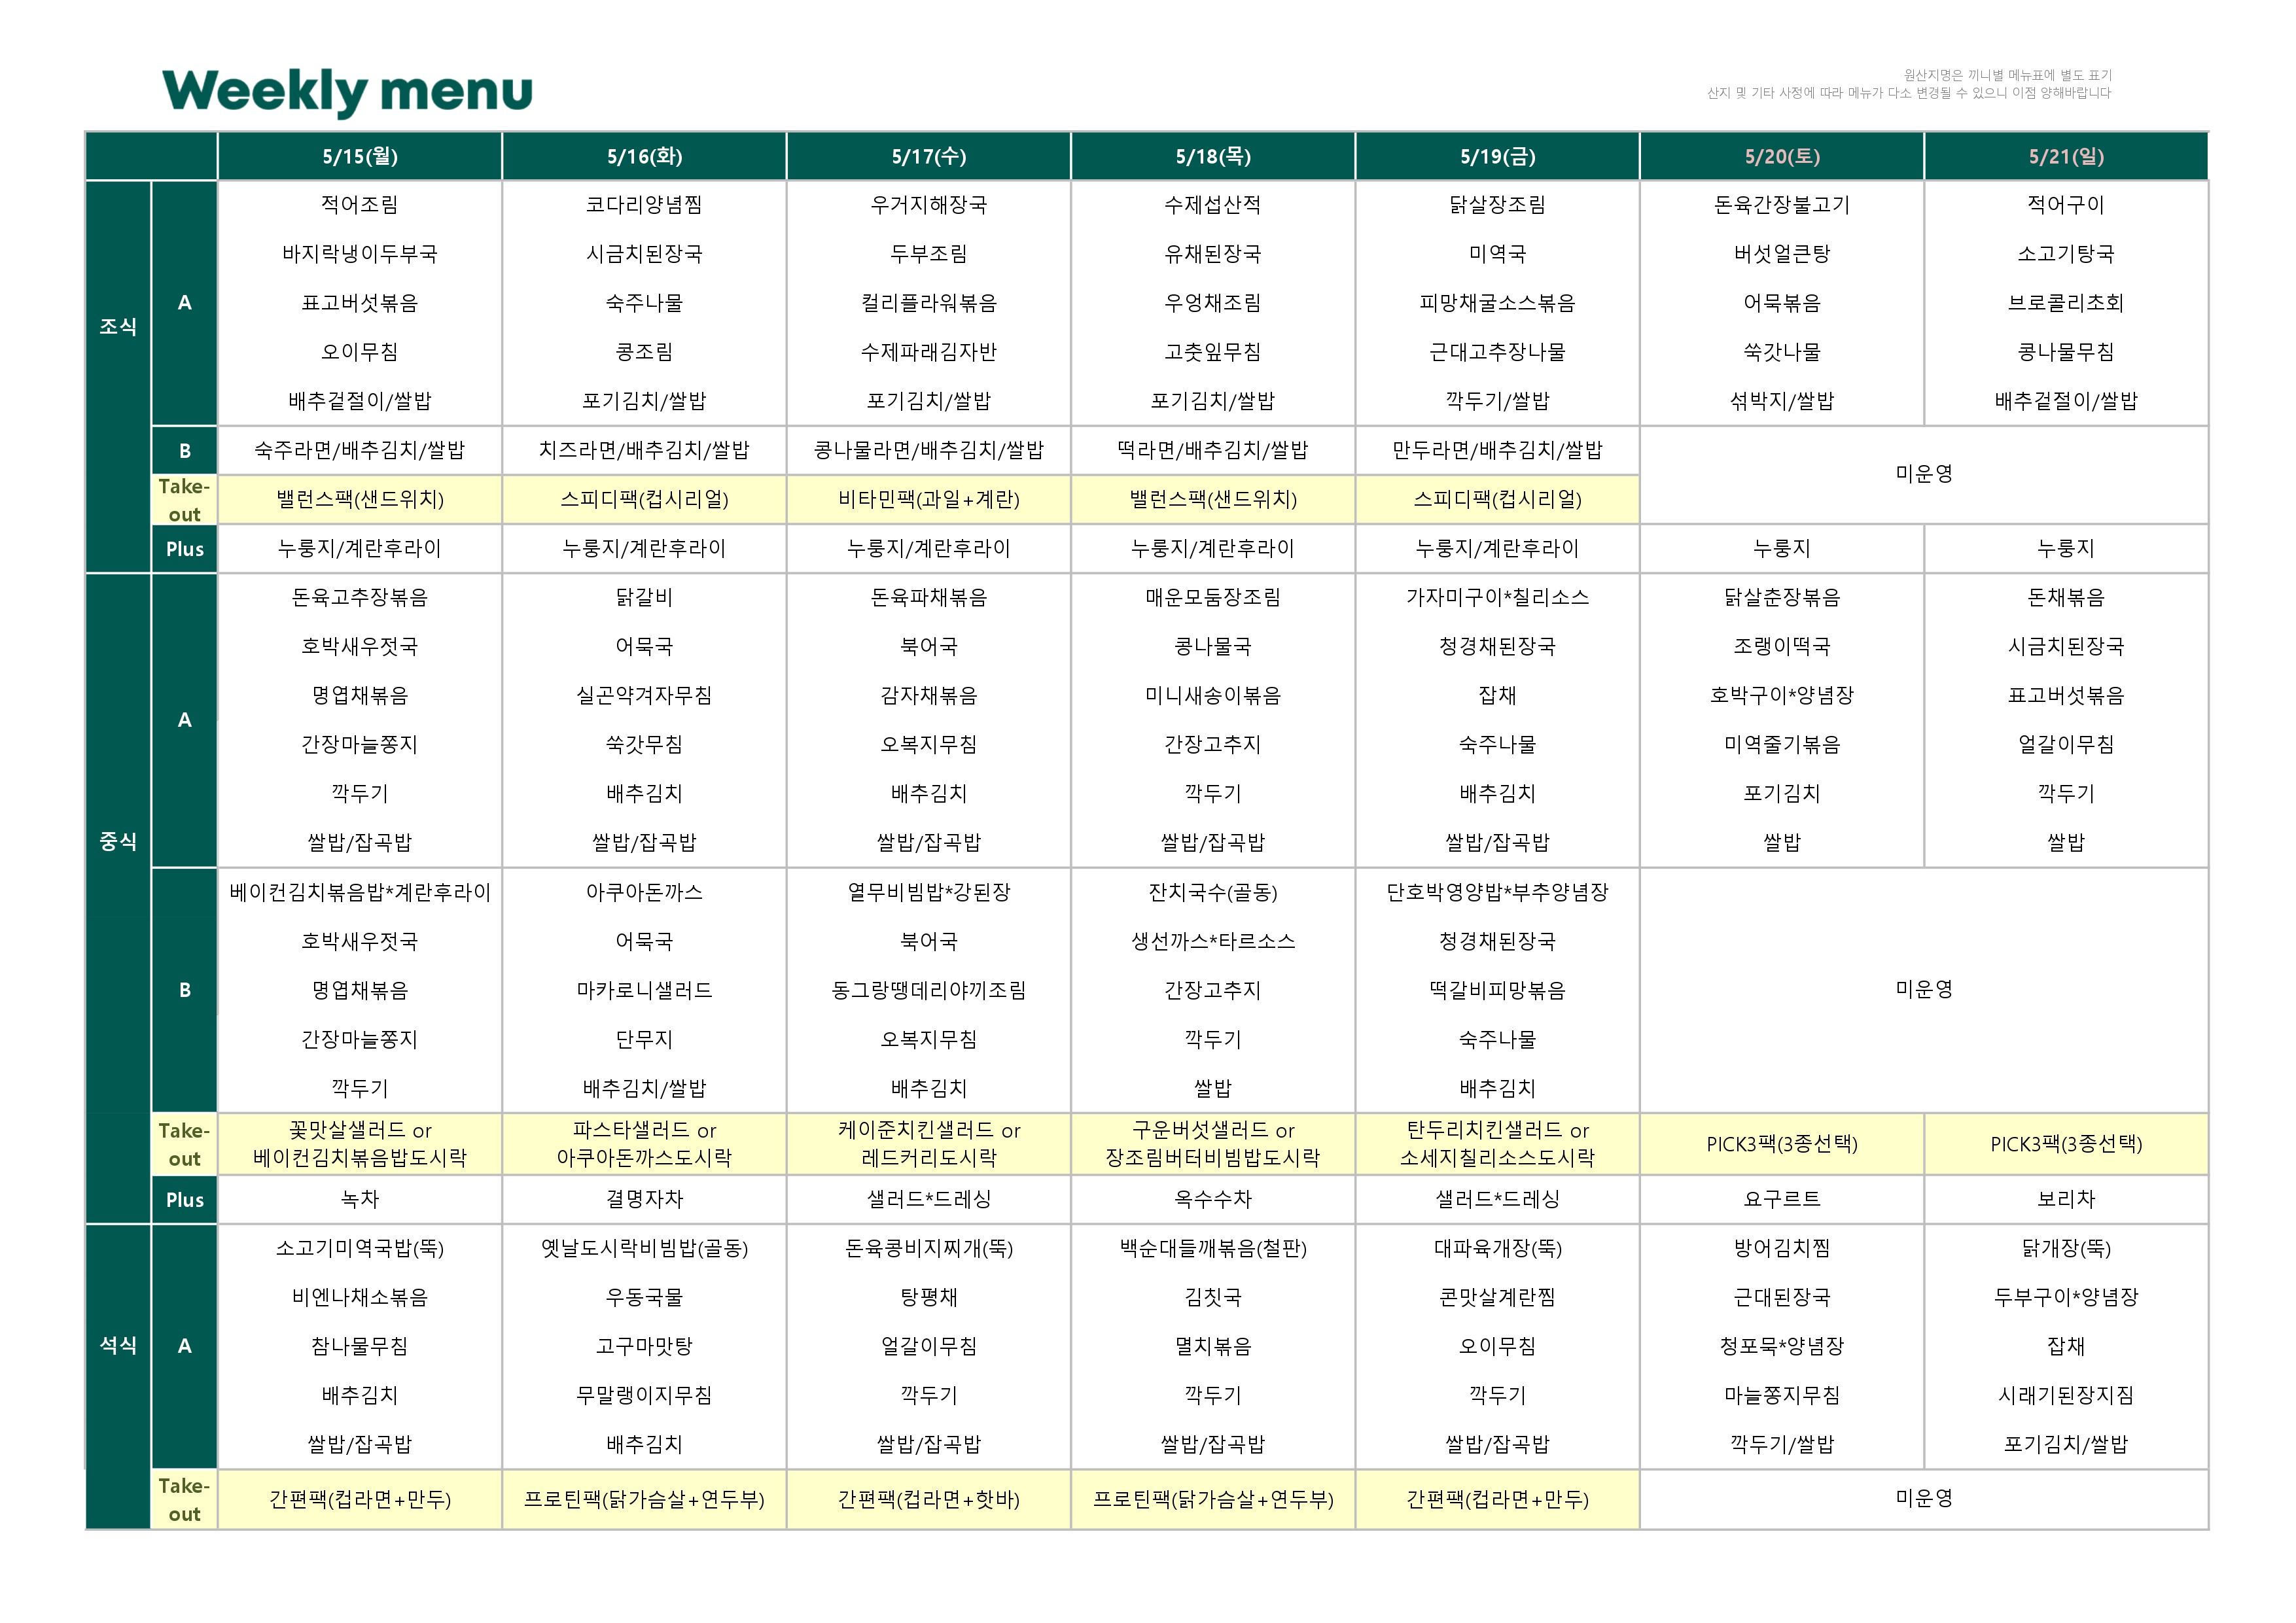 Weekly menu
원산지명은 끼니별 메뉴표에 별도 표기
산지 및 기타 사정에 따라 메뉴가 다소 변경될 수 있으니 이점 양해바랍니다
5/15(월) 5/16(화) 5/17(수) 5/18(목) 5/19(금) 5/20(토) 5/21(일)
조식
A
적어조림 코다리양념찜 우거지해장국 수제섭산적 닭살장조림 돈육간장불고기 적어구이
바지락냉이두부국 시금치된장국 두부조림 유채된장국 미역국 버섯얼큰탕 소고기탕국
표고버섯볶음 숙주나물 컬리플라워볶음 우엉채조림 피망채굴소스볶음 어묵볶음 브로콜리초회
오이무침 콩조림 수제파래김자반 고춧잎무침 근대고추장나물 쑥갓나물 콩나물무침
배추겉절이/쌀밥 포기김치/쌀밥 포기김치/쌀밥 포기김치/쌀밥 깍두기/쌀밥 섞박지/쌀밥 배추겉절이/쌀밥
B 숙주라면/배추김치/쌀밥 치즈라면/배추김치/쌀밥 콩나물라면/배추김치/쌀밥 떡라면/배추김치/쌀밥 만두라면/배추김치/쌀밥 미운영
Take-
out
밸런스팩(샌드위치) 스피디팩(컵시리얼) 비타민팩(과일+계란) 밸런스팩(샌드위치) 스피디팩(컵시리얼)
Plus 누룽지/계란후라이 누룽지/계란후라이 누룽지/계란후라이 누룽지/계란후라이 누룽지/계란후라이 누룽지 누룽지
중식
A
돈육고추장볶음 닭갈비 돈육파채볶음 매운모둠장조림 가자미구이*칠리소스 닭살춘장볶음 돈채볶음
호박새우젓국 어묵국 북어국 콩나물국 청경채된장국 조랭이떡국 시금치된장국
명엽채볶음 실곤약겨자무침 감자채볶음 미니새송이볶음 잡채 호박구이*양념장 표고버섯볶음
간장마늘쫑지 쑥갓무침 오복지무침 간장고추지 숙주나물 미역줄기볶음 얼갈이무침
깍두기 배추김치 배추김치 깍두기 배추김치 포기김치 깍두기
쌀밥/잡곡밥 쌀밥/잡곡밥 쌀밥/잡곡밥 쌀밥/잡곡밥 쌀밥/잡곡밥 쌀밥 쌀밥
B
베이컨김치볶음밥*계란후라이 아쿠아돈까스 열무비빔밥*강된장 잔치국수(골동) 단호박영양밥*부추양념장
호박새우젓국 어묵국 북어국 생선까스*타르소스 청경채된장국
명엽채볶음 마카로니샐러드 동그랑땡데리야끼조림 간장고추지 떡갈비피망볶음 미운영
간장마늘쫑지 단무지 오복지무침 깍두기 숙주나물
깍두기 배추김치/쌀밥 배추김치 쌀밥 배추김치
Take-
out
꽃맛살샐러드 or 파스타샐러드 or 케이준치킨샐러드 or 구운버섯샐러드 or 탄두리치킨샐러드 or
베이컨김치볶음밥도시락 아쿠아돈까스도시락 레드커리도시락 장조림버터비빔밥도시락 소세지칠리소스도시락
PICK3팩(3종선택) PICK3팩(3종선택)
Plus 녹차 결명자차 샐러드*드레싱 옥수수차 샐러드*드레싱 요구르트 보리차
석식
A
소고기미역국밥(뚝) 옛날도시락비빔밥(골동) 돈육콩비지찌개(뚝) 백순대들깨볶음(철판) 대파육개장(뚝) 방어김치찜 닭개장(뚝)
비엔나채소볶음 우동국물 탕평채 김칫국 콘맛살계란찜 근대된장국 두부구이*양념장
참나물무침 고구마맛탕 얼갈이무침 멸치볶음 오이무침 청포묵*양념장 잡채
배추김치 무말랭이지무침 깍두기 깍두기 깍두기 마늘쫑지무침 시래기된장지짐
쌀밥/잡곡밥 배추김치 쌀밥/잡곡밥 쌀밥/잡곡밥 쌀밥/잡곡밥 깍두기/쌀밥 포기김치/쌀밥
Take-
out
간편팩(컵라면+만두) 프로틴팩(닭가슴살+연두부) 간편팩(컵라면+핫바) 프로틴팩(닭가슴살+연두부) 간편팩(컵라면+만두) 미운영